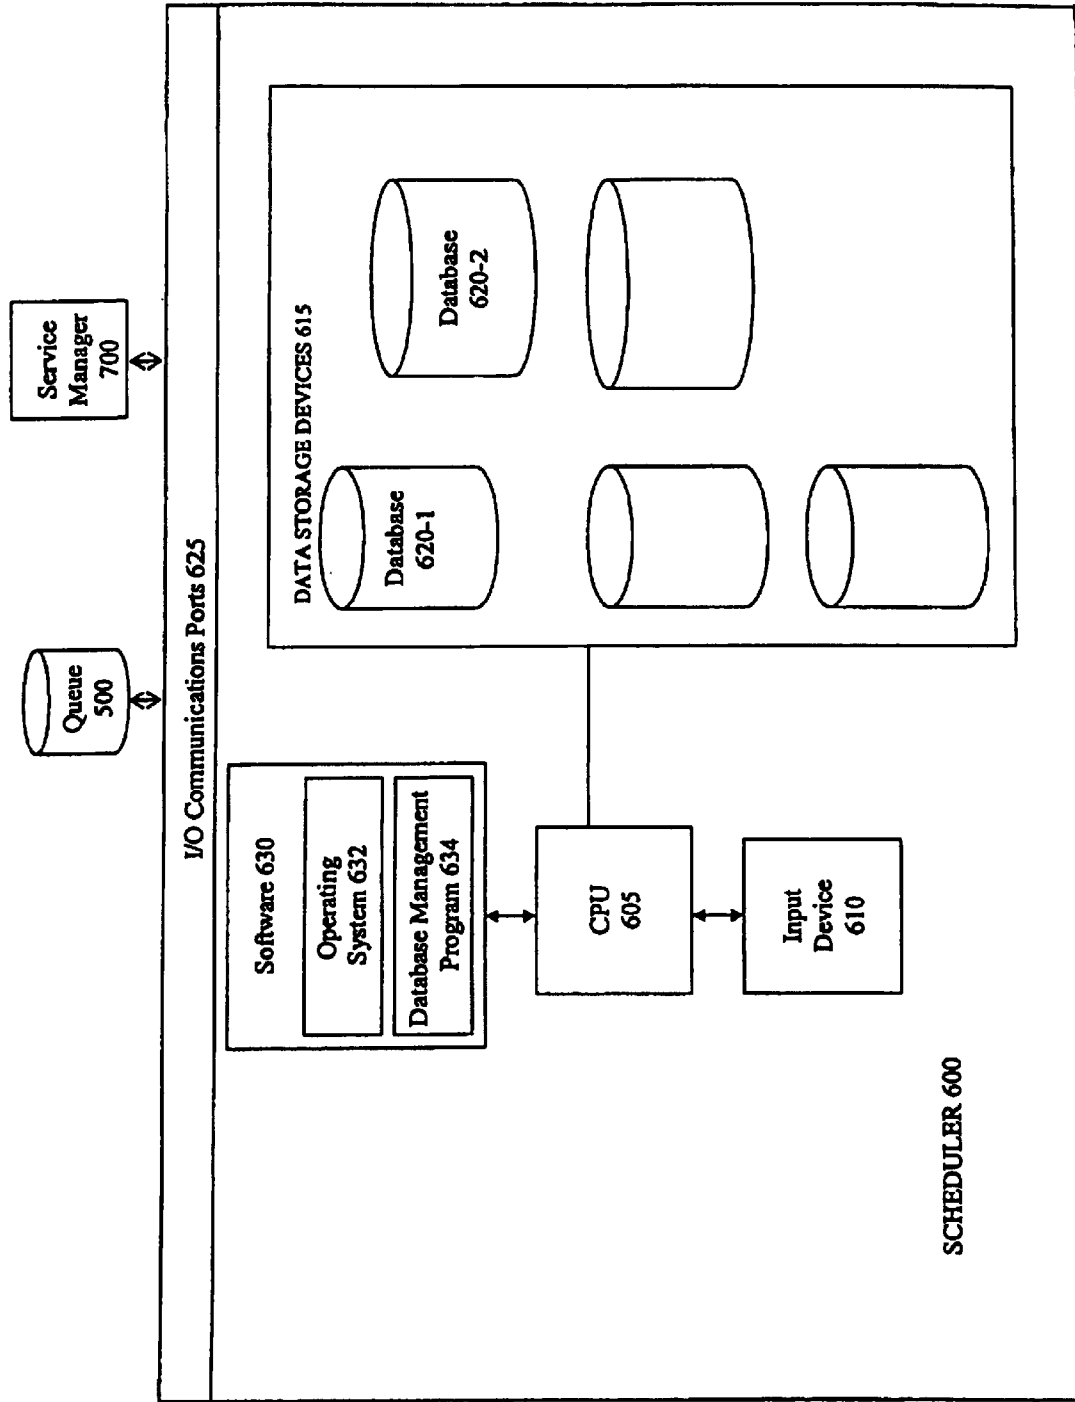 Queue
500
Service
Manager
700
I/O Communications Ports 625
Software 630
Operating
System 632
Database Management
Program 634
CPU
605
Input
Device
610
DATA STORAGE DEVICES 615
Database
620-1
Database
620-2
SCHEDULER 600